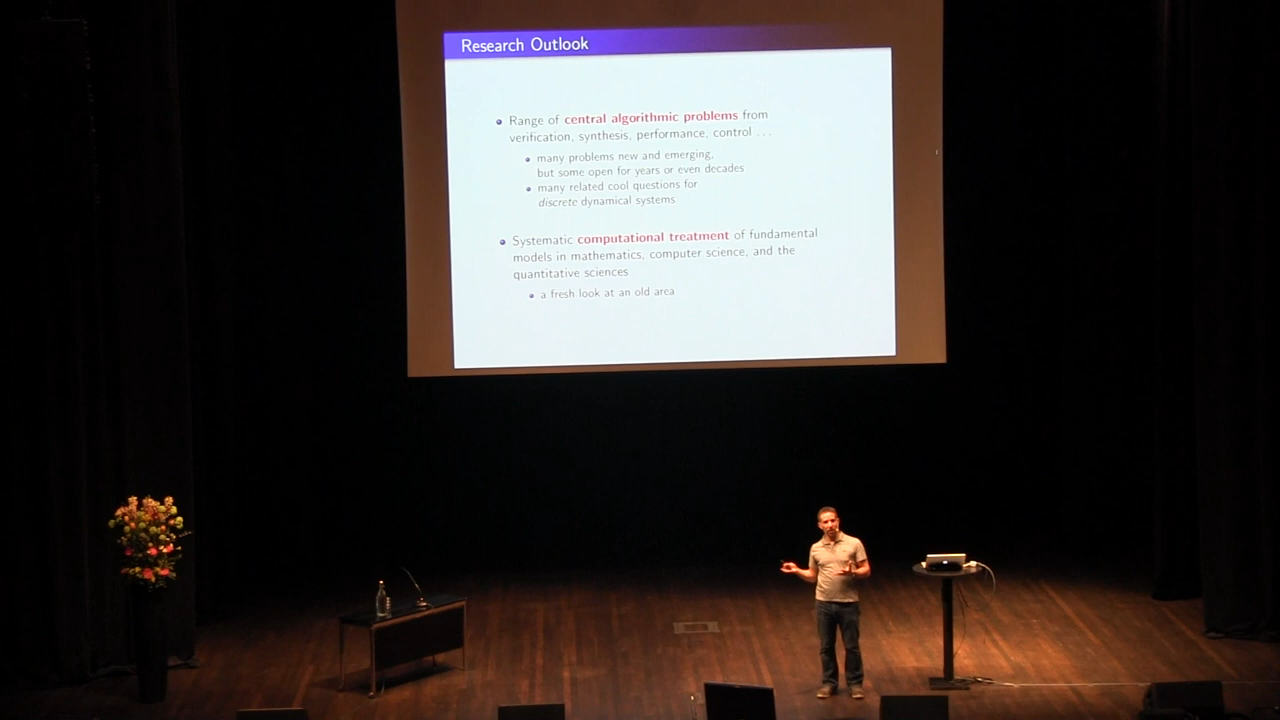 Research Outlook
Range of central algorithmic problems from
verification, synthesis, performance, control ...
many problems new and emerging,
but some open for years or even decades
many related cool questions for
discrete dynamical systems
Systematic computational treatment of fundamental
models in mathematics, computer science, and the
quantitative sciences
a fresh look at an old area